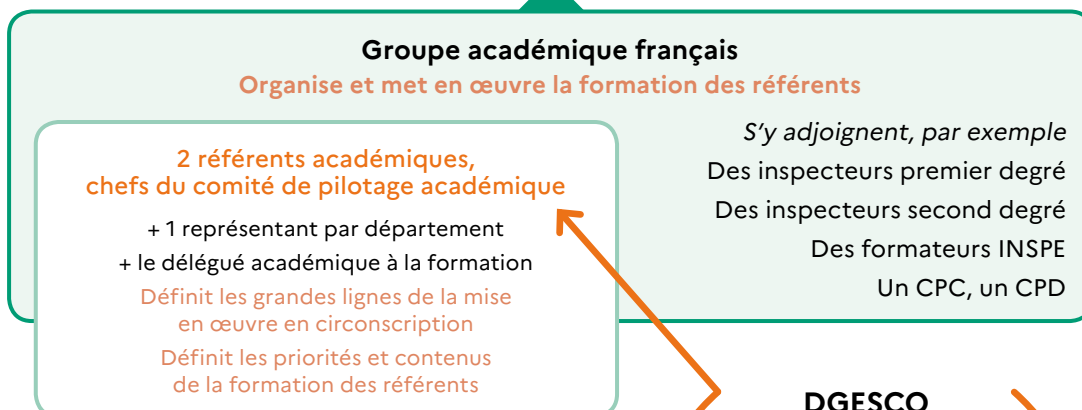 Groupe académique français
Organise et met en œuvre la formation des référents
2 référents académiques,
chefs du comité de pilotage académique
+ 1 représentant par département
+ le délégué académique à la formation
Définit les grandes lignes de la mise
en œuvre en circonscription
Définit les priorités et contenus
de la formation des référents
S'y adjoignent, par exemple
Des inspecteurs premier degré
Des inspecteurs second degré
Des formateurs INSPE
Un CPC, un CPD
DGESCO